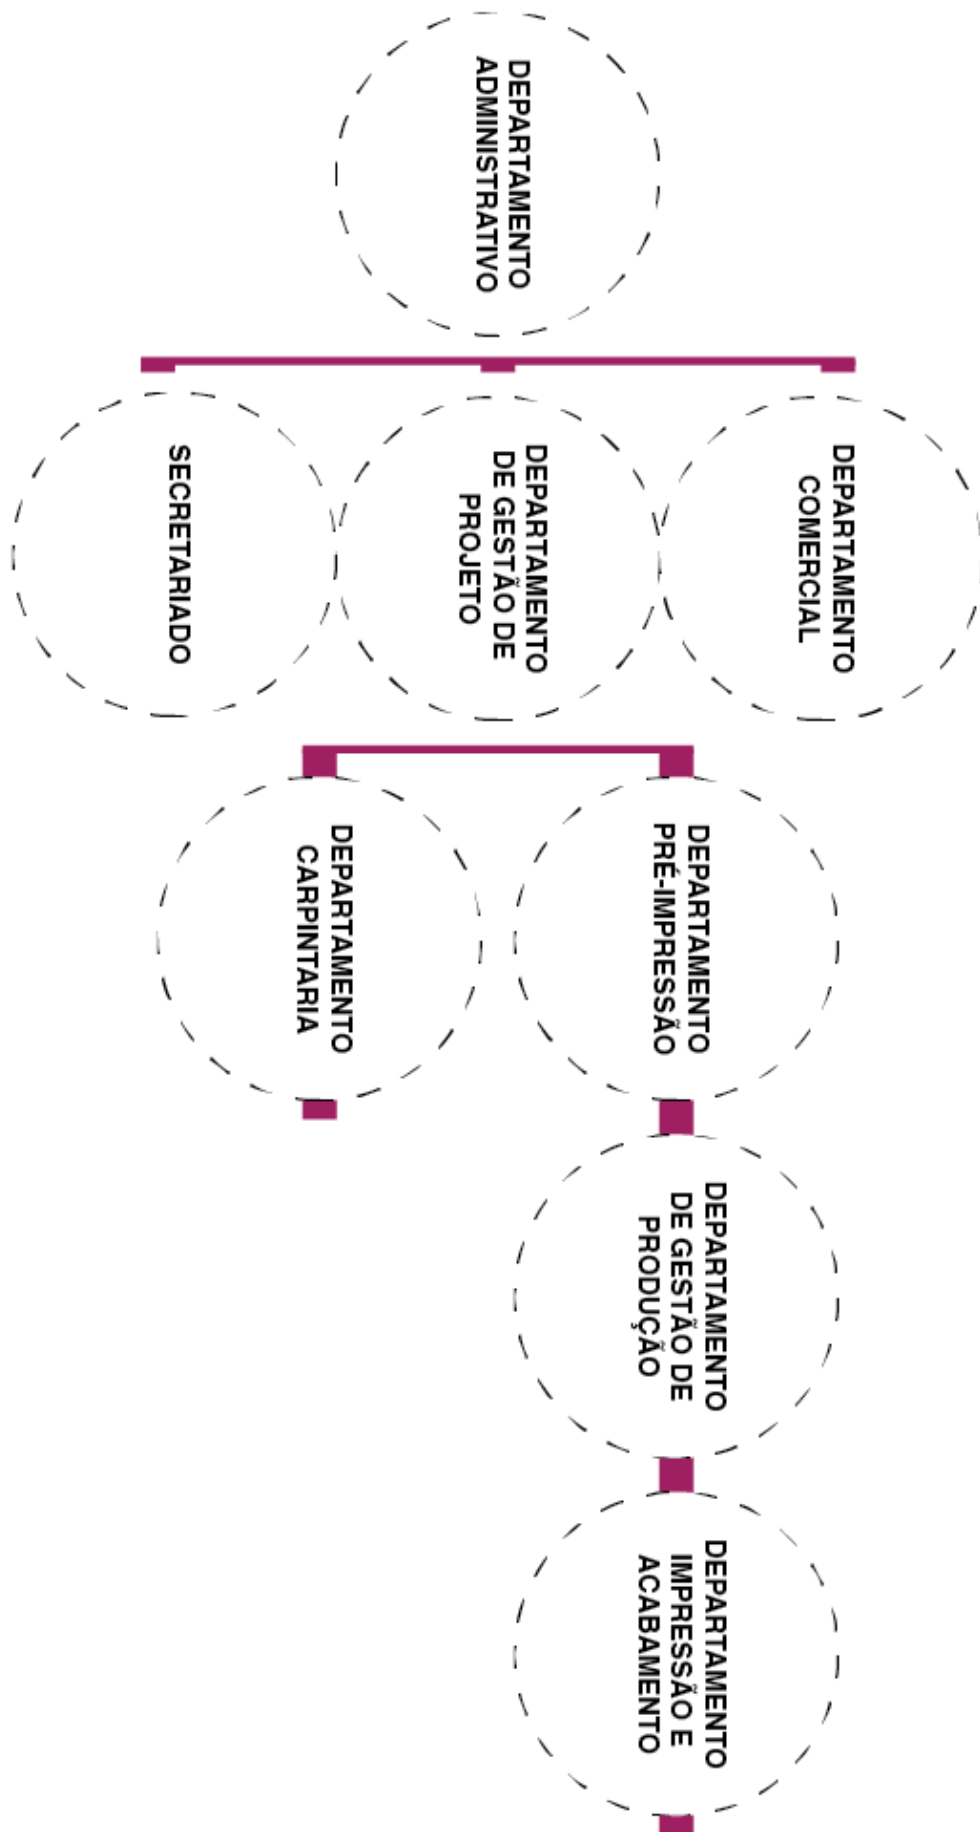 DEPARTAMENTO
ADMINISTRATIVO
DEPARTAMENTO
COMERCIAL
DEPARTAMENTO
DE GESTÃO DE
PROJETO
SECRETARIADO
DEPARTAMENTO
PRÉ-IMPRESSÃO
DEPARTAMENTO
CARPINTARIA
DEPARTAMENTO
DE GESTÃO DE
PRODUÇÃO
DEPARTAMENTO
IMPRESSÃO E
ACABAMENTO